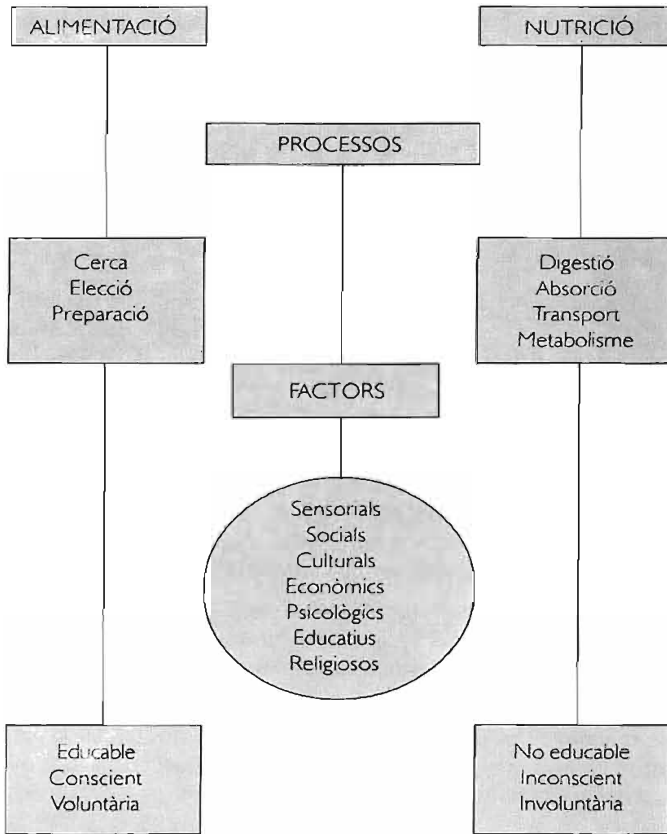 ALIMENTACIÓ
NUTRICIÓ
PROCESSOS
Cerca
Elecció
Preparació
Digestió
Absorció
Transport
Metabolisme
FACTORS
Sensorials
Socials
Culturals
Econòmics
Psicològics
Educatius
Religiosos
Educable
Conscient
Voluntària
No educable
Inconscient
Involuntària